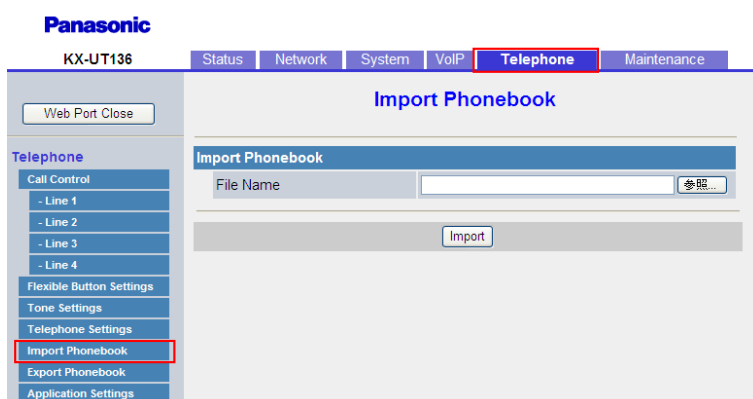 Panasonic
KX-UT136
Status Network System VoIP Telephone Maintenance
Web Port Close
Import Phonebook
Telephone
Call Control
- Line 1
- Line 2
- Line 3
- Line 4
Flexible Button Settings
Tone Settings
Telephone Settings
Import Phonebook
Export Phonebook
Application Settings
Import Phonebook
File Name 参照...
Import